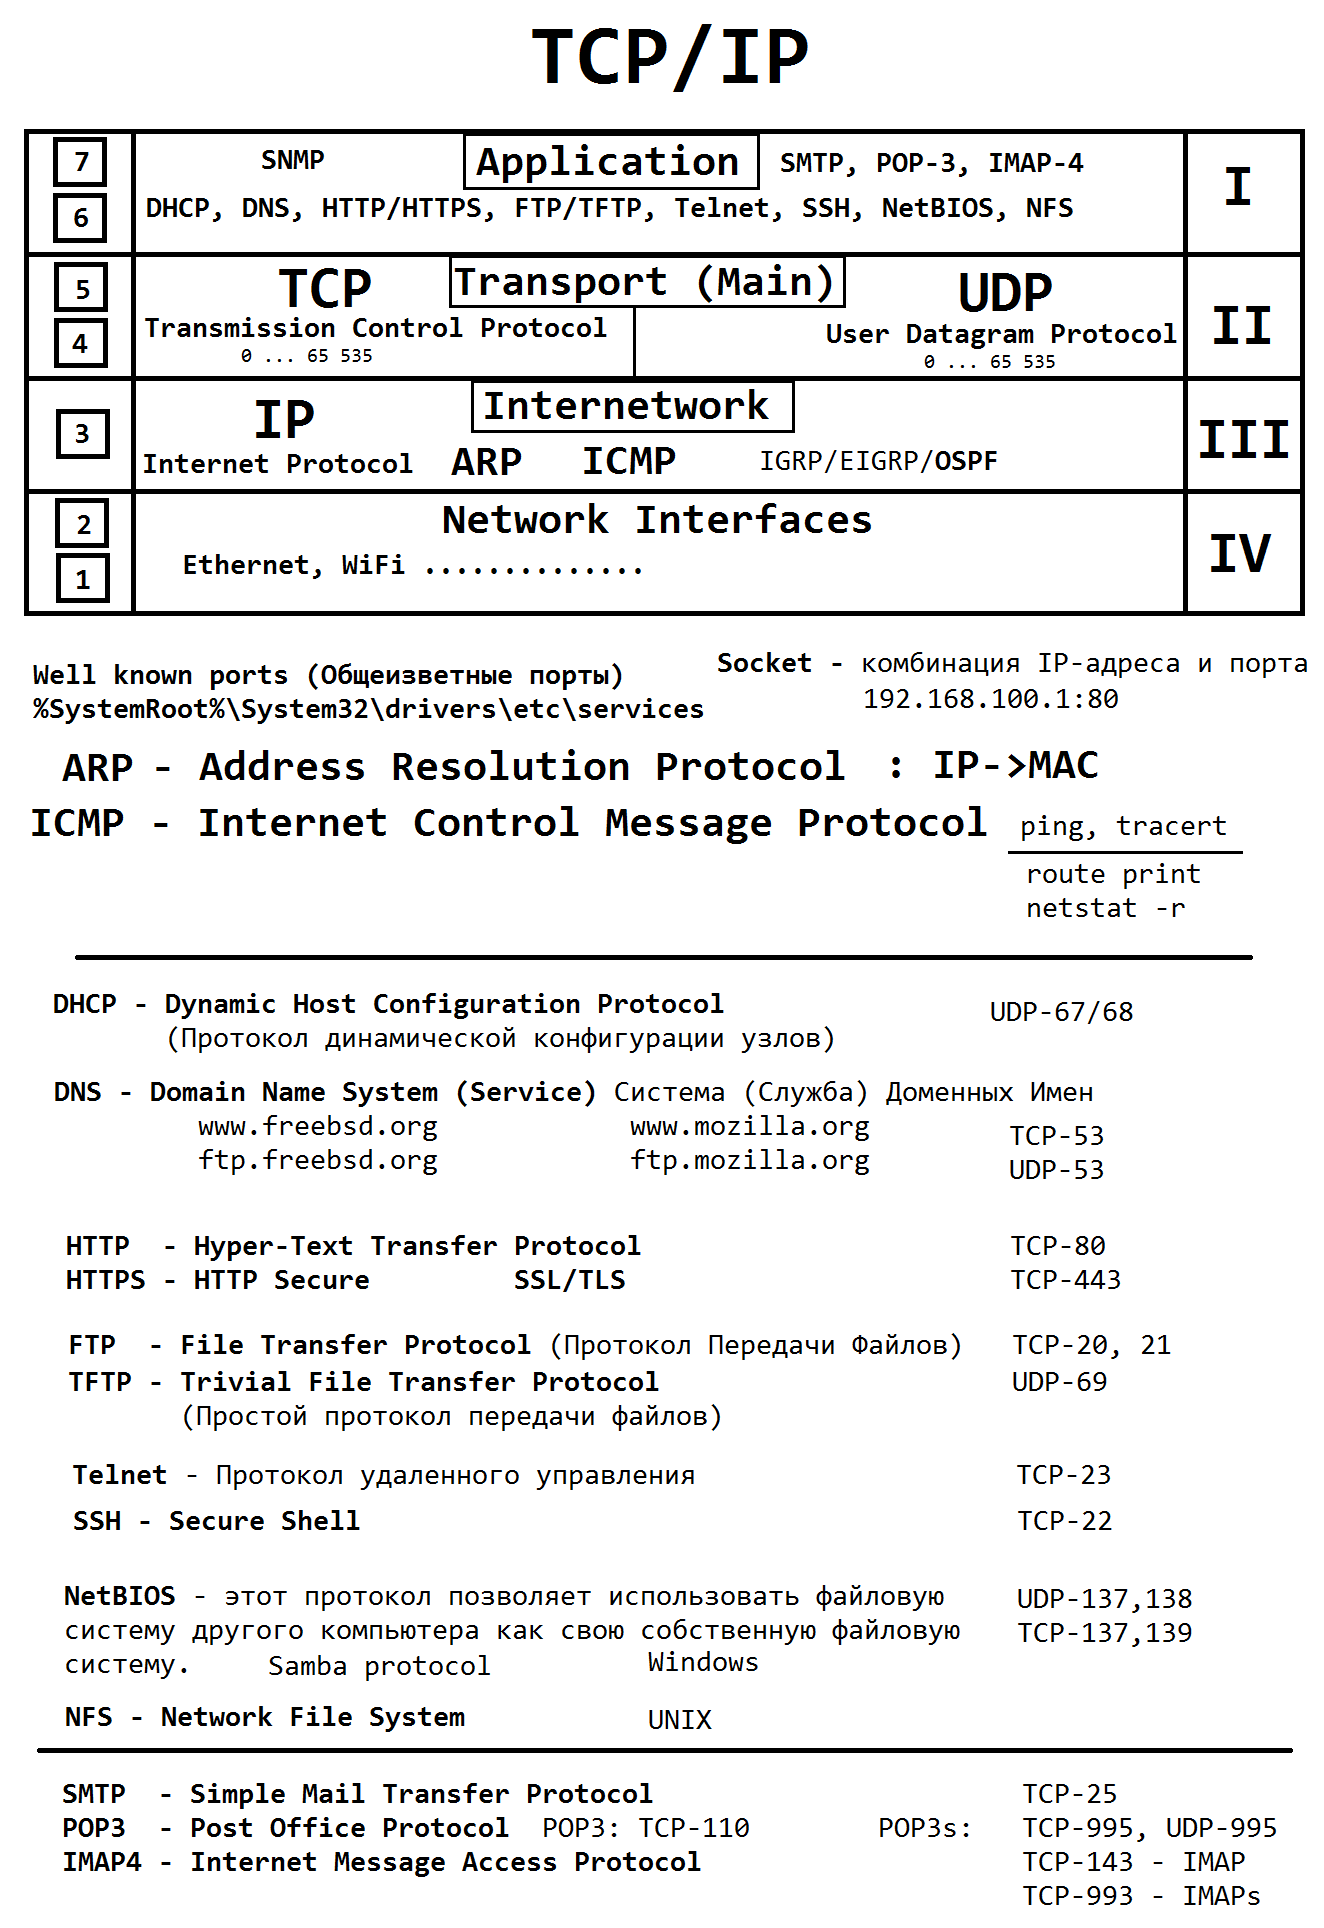 TCP/IP
7 SNMP Application SMTP, POP-3, IMAP-4 I
6 DHCP, DNS, HTTP/HTTPS, FTP/TFTP, Telnet, SSH, NetBIOS, NFS
5 TCP Transport (Main) UDP II
4 Transmission Control Protocol User Datagram Protocol
0 ... 65 535 0 ... 65 535
3 IP Internetwork III
Internet Protocol ARP ICMP IGRP/EIGRP/OSPF
2 Network Interfaces IV
1 Ethernet, WiFi ..............
Well known ports (Общеизветные порты) Socket - комбинация IP-адреса и порта
%SystemRoot%\System32\drivers\etc\services 192.168.100.1:80
ARP - Address Resolution Protocol : IP->MAC
ICMP - Internet Control Message Protocol ping, tracert
route print
netstat -r
DHCP - Dynamic Host Configuration Protocol UDP-67/68
(Протокол динамической конфигурации узлов)
DNS - Domain Name System (Service) Система (Служба) Доменных Имен
www.freebsd.org www.mozilla.org TCP-53
ftp.freebsd.org ftp.mozilla.org UDP-53
HTTP - Hyper-Text Transfer Protocol TCP-80
HTTPS - HTTP Secure SSL/TLS TCP-443
FTP - File Transfer Protocol (Протокол Передачи Файлов) TCP-20, 21
TFTP - Trivial File Transfer Protocol UDP-69
(Простой протокол передачи файлов)
Telnet - Протокол удаленного управления TCP-23
SSH - Secure Shell TCP-22
NetBIOS - этот протокол позволяет использовать файловую UDP-137,138
систему другого компьютера как свою собственную файловую TCP-137,139
систему. Samba protocol Windows
NFS - Network File System UNIX
SMTP - Simple Mail Transfer Protocol TCP-25
POP3 - Post Office Protocol POP3: TCP-110 POP3s: TCP-995, UDP-995
IMAP4 - Internet Message Access Protocol TCP-143 - IMAP
TCP-993 - IMAPs